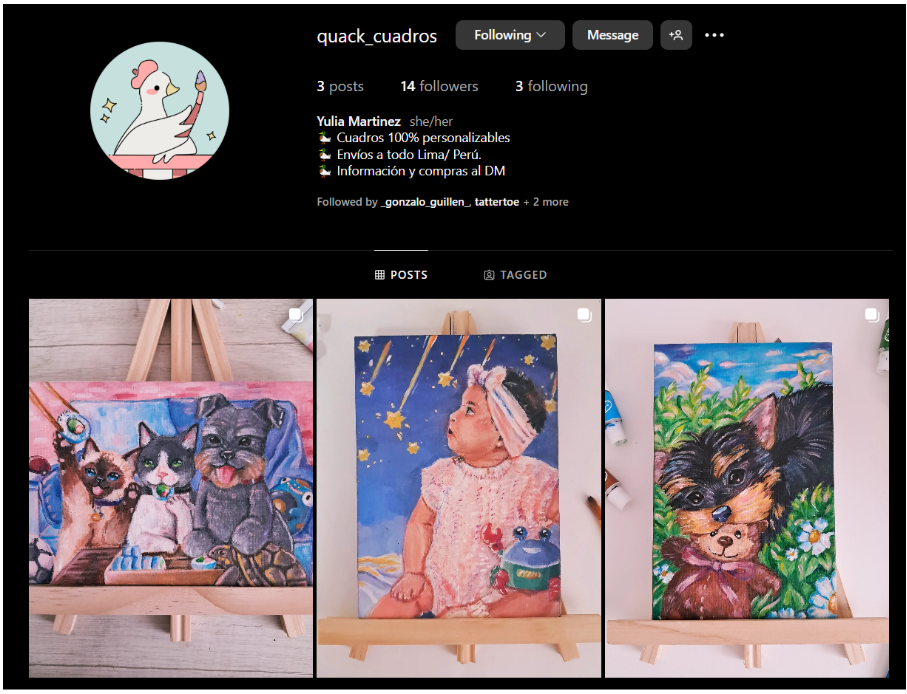 quack_cuadros Following Message
3 posts 14 followers 3 following
Yulia Martinez she/her
Cuadros 100% personalizables
Envíos a todo Lima/ Perú.
Información y compras al DM
Followed by _gonzalo_guillen_, tattertoe + 2 more
POSTS TAGGED